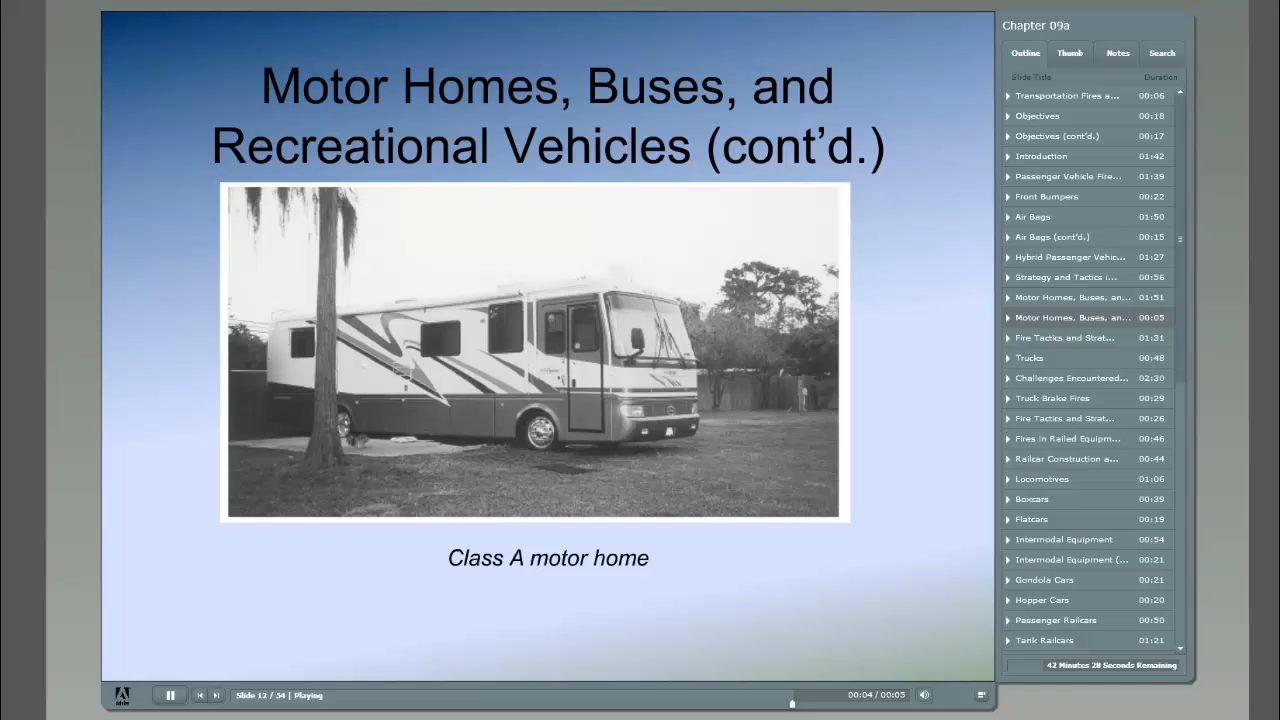 Motor Homes, Buses, and
Recreational Vehicles (cont’d.)
Class A motor home
Adobe
Slide 12 / 54 | Playing
00:04 / 00:05
Chapter 09a
Outline Thumb Notes Search
Slide Title Duration
Transportation Fires a... 00:06
Objectives 00:18
Objectives (cont'd.) 00:17
Introduction 01:42
Passenger Vehicle Fire... 01:39
Front Bumpers 00:22
Air Bags 01:50
Air Bags (cont'd.) 00:15
Hybrid Passenger Vehic... 01:27
Strategy and Tactics i... 00:56
Motor Homes, Buses, an... 01:51
Motor Homes, Buses, an... 00:05
Fire Tactics and Strat... 01:31
Trucks 00:48
Challenges Encountered... 02:30
Truck Brake Fires 00:29
Fire Tactics and Strat... 00:26
Fires in Railed Equipm... 00:46
Railcar Construction a... 00:44
Locomotives 01:06
Boxcars 00:39
Flatcars 00:19
Intermodal Equipment 00:54
Intermodal Equipment (... 00:21
Gondola Cars 00:21
Hopper Cars 00:20
Passenger Railcars 00:50
Tank Railcars 01:21
42 Minutes 28 Seconds Remaining